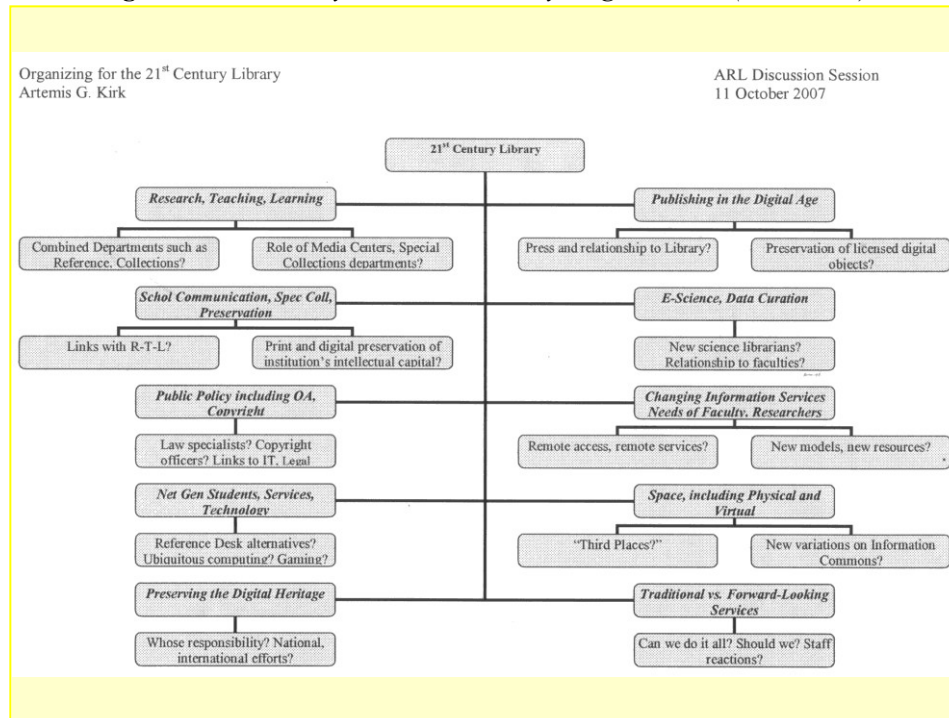 Organizing for the 21st Century Library
Artemis G. Kirk
ARL Discussion Session
11 October 2007
21st Century Library
Research, Teaching, Learning
Combined Departments such as
Reference, Collections?
Role of Media Centers, Special
Collections departments?
Publishing in the Digital Age
Press and relationship to Library?
Preservation of licensed digital
objects?
Schol Communication, Spec Coll,
Preservation
Links with R-T-L?
Print and digital preservation of
institution's intellectual capital?
E-Science, Data Curation
New science librarians?
Relationship to faculties?
Public Policy including OA,
Copyright
Law specialists? Copyright
officers? Links to IT, Legal
Changing Information Services
Needs of Faculty, Researchers
Remote access, remote services?
New models, new resources?
Net Gen Students, Services,
Technology
Reference Desk alternatives?
Ubiquitous computing? Gaming?
Space, including Physical and
Virtual
"Third Places?"
New variations on Information
Commons?
Preserving the Digital Heritage
Whose responsibility? National,
international efforts?
Traditional vs. Forward-Looking
Services
Can we do it all? Should we? Staff
reactions?